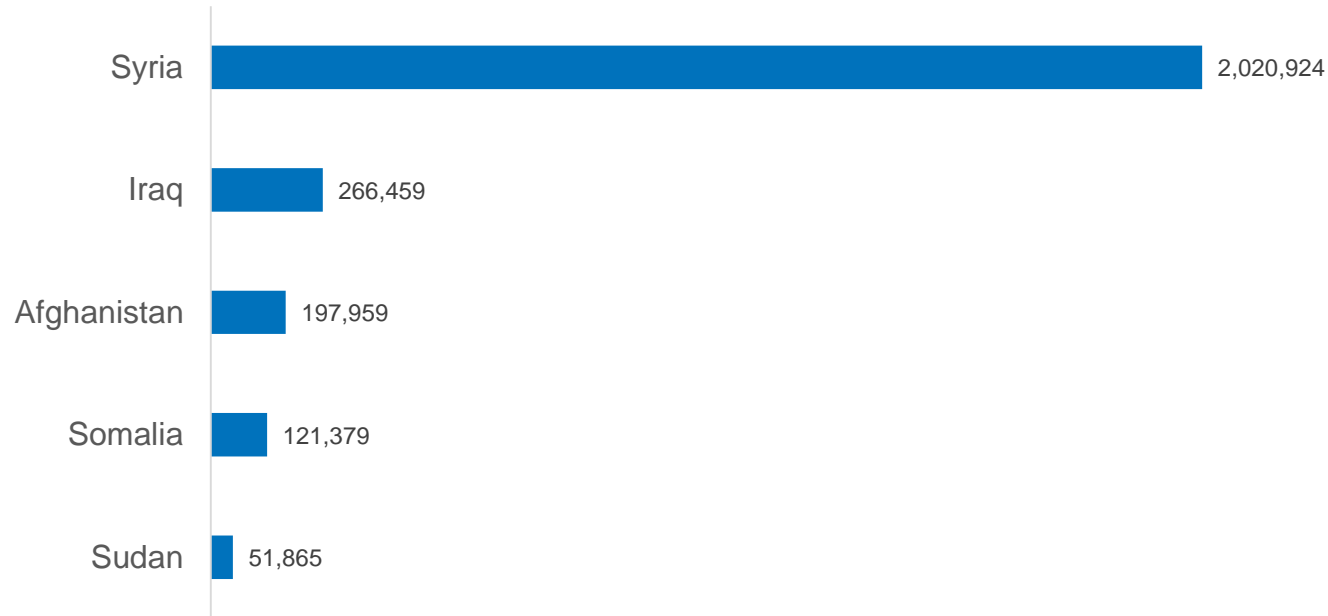 Syria 2,020,924
Iraq 266,459
Afghanistan 197,959
Somalia 121,379
Sudan 51,865